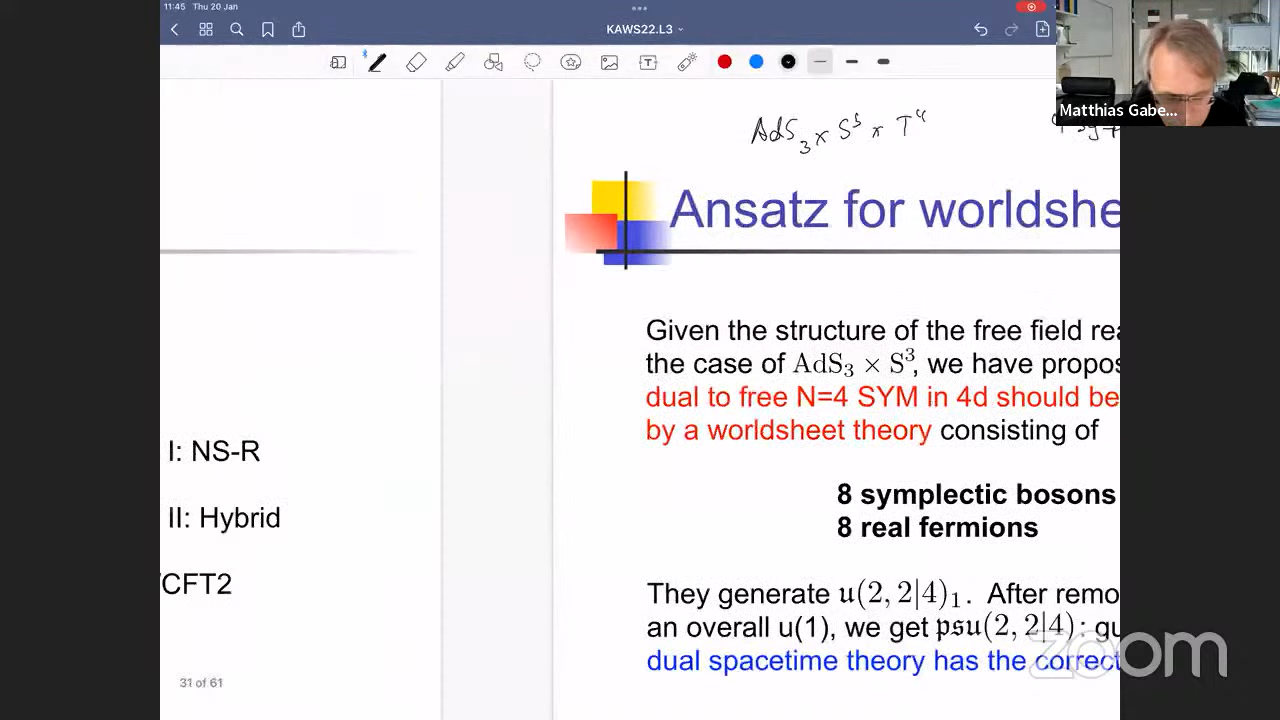 11:45 Thu 20 Jan
KAWS22.L3
Matthias Gabe...
AdS₃ x S³ x T⁴
Ansatz for worldshe
Given the structure of the free field rea
the case of AdS₃ × S³, we have propos
dual to free N=4 SYM in 4d should be
by a worldsheet theory consisting of
I: NS-R
8 symplectic bosons
II: Hybrid
8 real fermions
/CFT2
They generate 𝔲(2, 2|4)₁. After remo
an overall u(1), we get 𝔭𝔰𝔲(2, 2|4); gu
dual spacetime theory has the correct
zoom
31 of 61